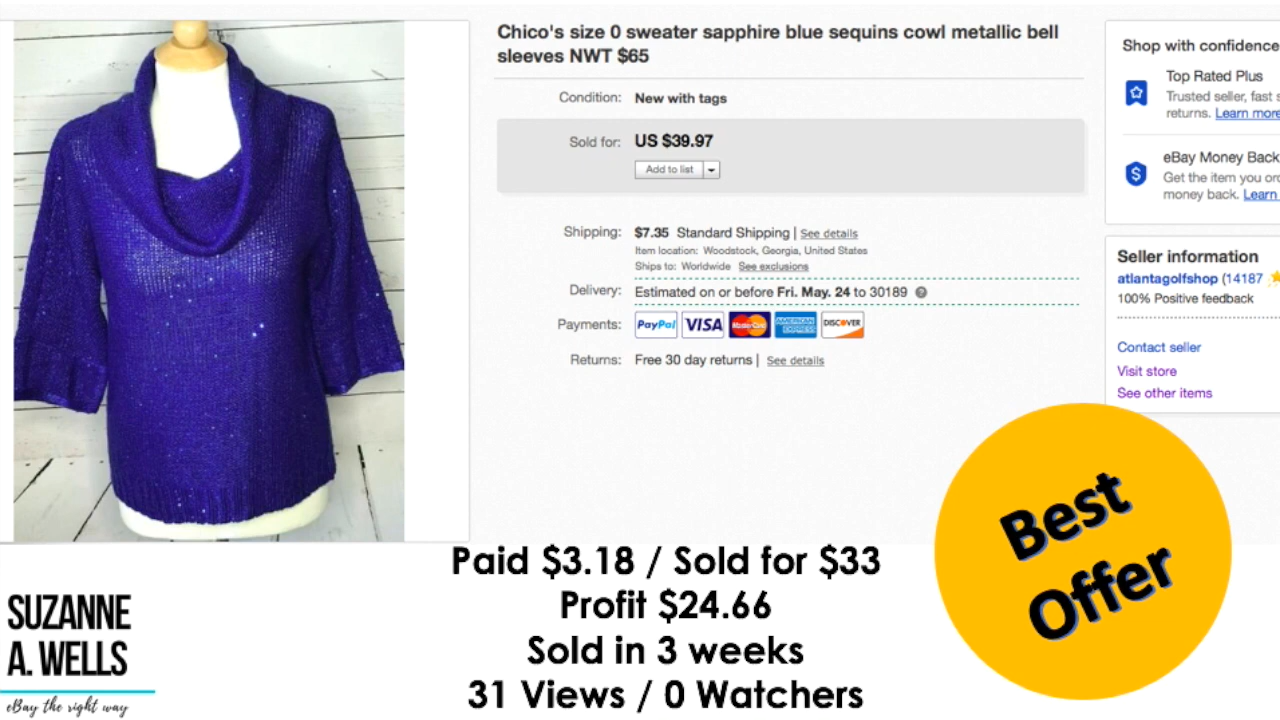 Chico's size 0 sweater sapphire blue sequins cowl metallic bell
sleeves NWT $65
Condition: New with tags
Sold for: US $39.97
Add to list
Shipping: $7.35 Standard Shipping | See details
Item location: Woodstock, Georgia, United States
Ships to: Worldwide See exclusions
Delivery: Estimated on or before Fri. May. 24 to 30189 ?
Payments: PayPal VISA MasterCard AMERICAN EXPRESS DISCOVER
Returns: Free 30 day returns | See details
Shop with confidence
Top Rated Plus
Trusted seller, fast s
returns. Learn more
$
eBay Money Back
Get the item you ord
money back. Learn
Seller information
atlantagolfshop (14187
100% Positive feedback
Contact seller
Visit store
See other items
Best
Offer
Paid $3.18 / Sold for $33
Profit $24.66
Sold in 3 weeks
31 Views / 0 Watchers
SUZANNE
A. WELLS
eBay the right way